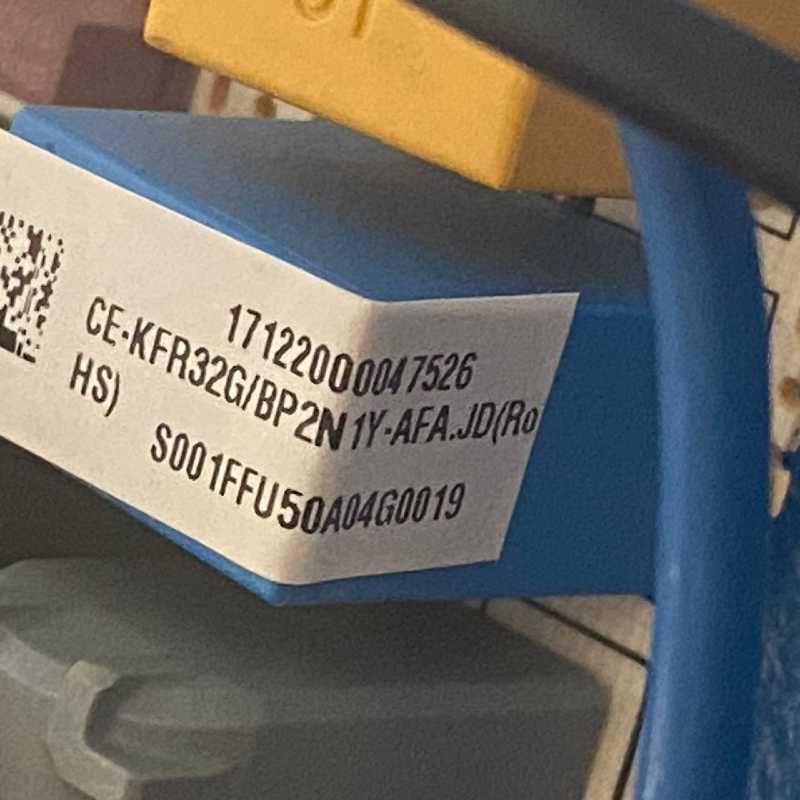 17122000047526
CE-KFR32G/BP2N1Y-AFA.JD(Ro
HS)
S001FFU50A04G0019